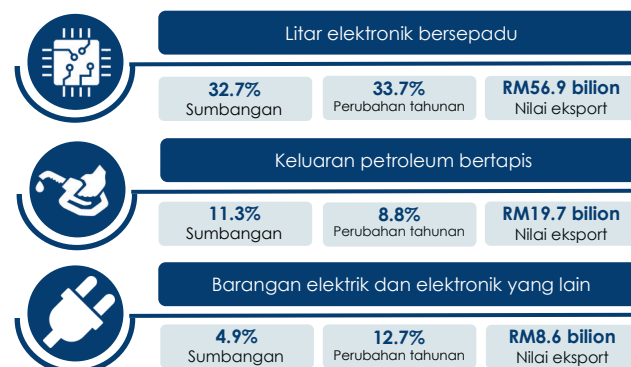 Litar elektronik bersepadu
32.7%
Sumbangan
33.7%
Perubahan tahunan
RM56.9 bilion
Nilai eksport
Keluaran petroleum bertapis
11.3%
Sumbangan
8.8%
Perubahan tahunan
RM19.7 bilion
Nilai eksport
Barangan elektrik dan elektronik yang lain
4.9%
Sumbangan
12.7%
Perubahan tahunan
RM8.6 bilion
Nilai eksport